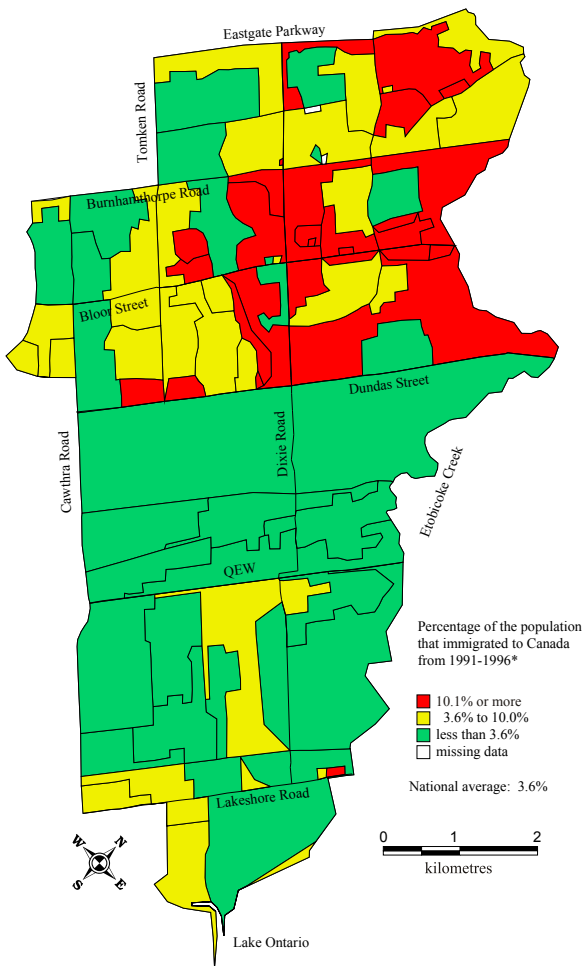 Eastgate Parkway
Tomken Road
Burnhamthorpe Road
Bloor Street
Dundas Street
Cawthra Road
Dixie Road
Etobicoke Creek
QEW
Percentage of the population
that immigrated to Canada
from 1991-1996*
10.1% or more
3.6% to 10.0%
less than 3.6%
missing data
National average: 3.6%
Lakeshore Road
0 1 2
kilometres
W N
S E
Lake Ontario